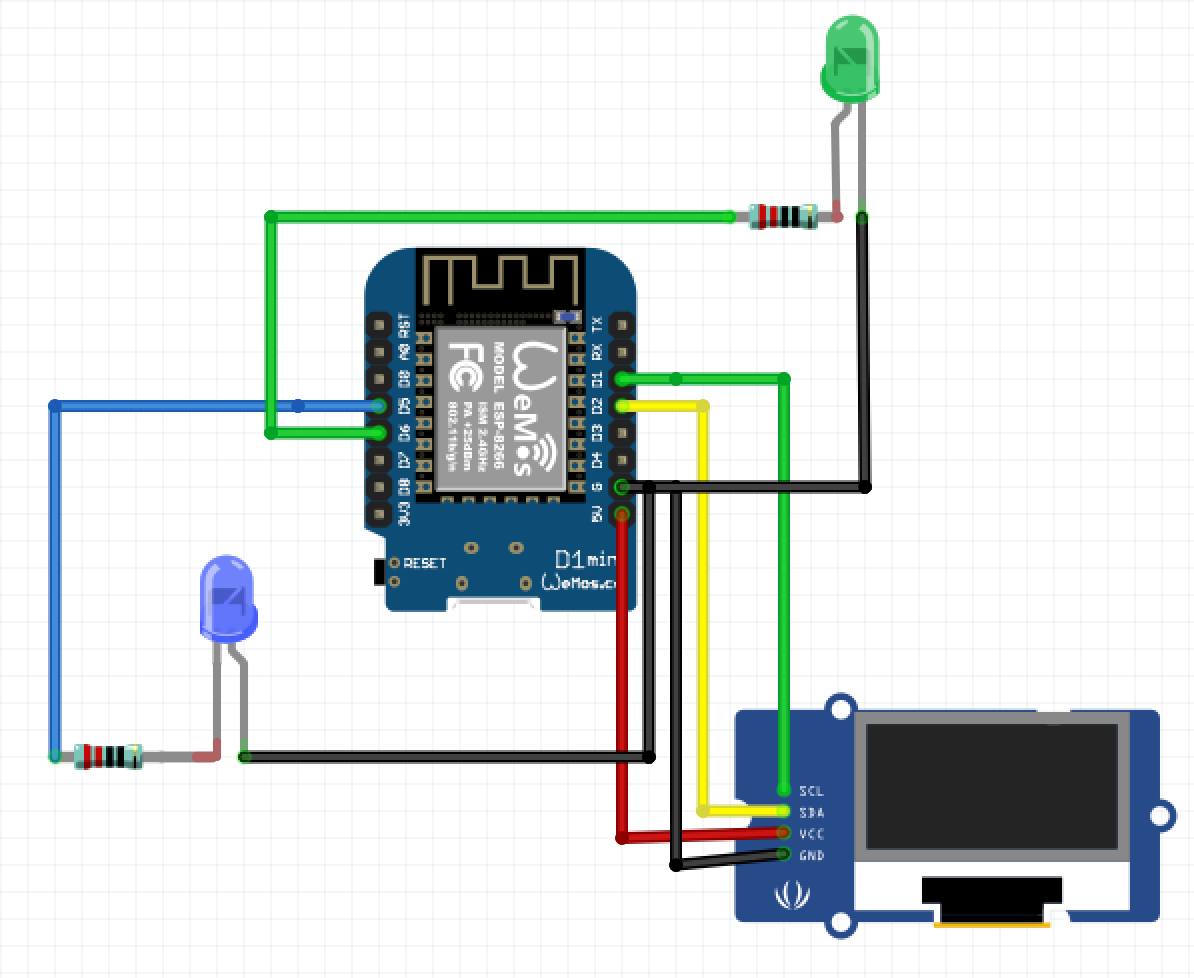 RST
A0
D0
D5
D6
D7
D8
3V3
TX
RX
D1
D2
D3
D4
G
5V
WeMos
MODEL ESP-8266
ISM 2.4GHz
PA +25dBm
802.11b/g/n
FC
RESET
D1 min
WeMos.c
SCL
SDA
VCC
GND